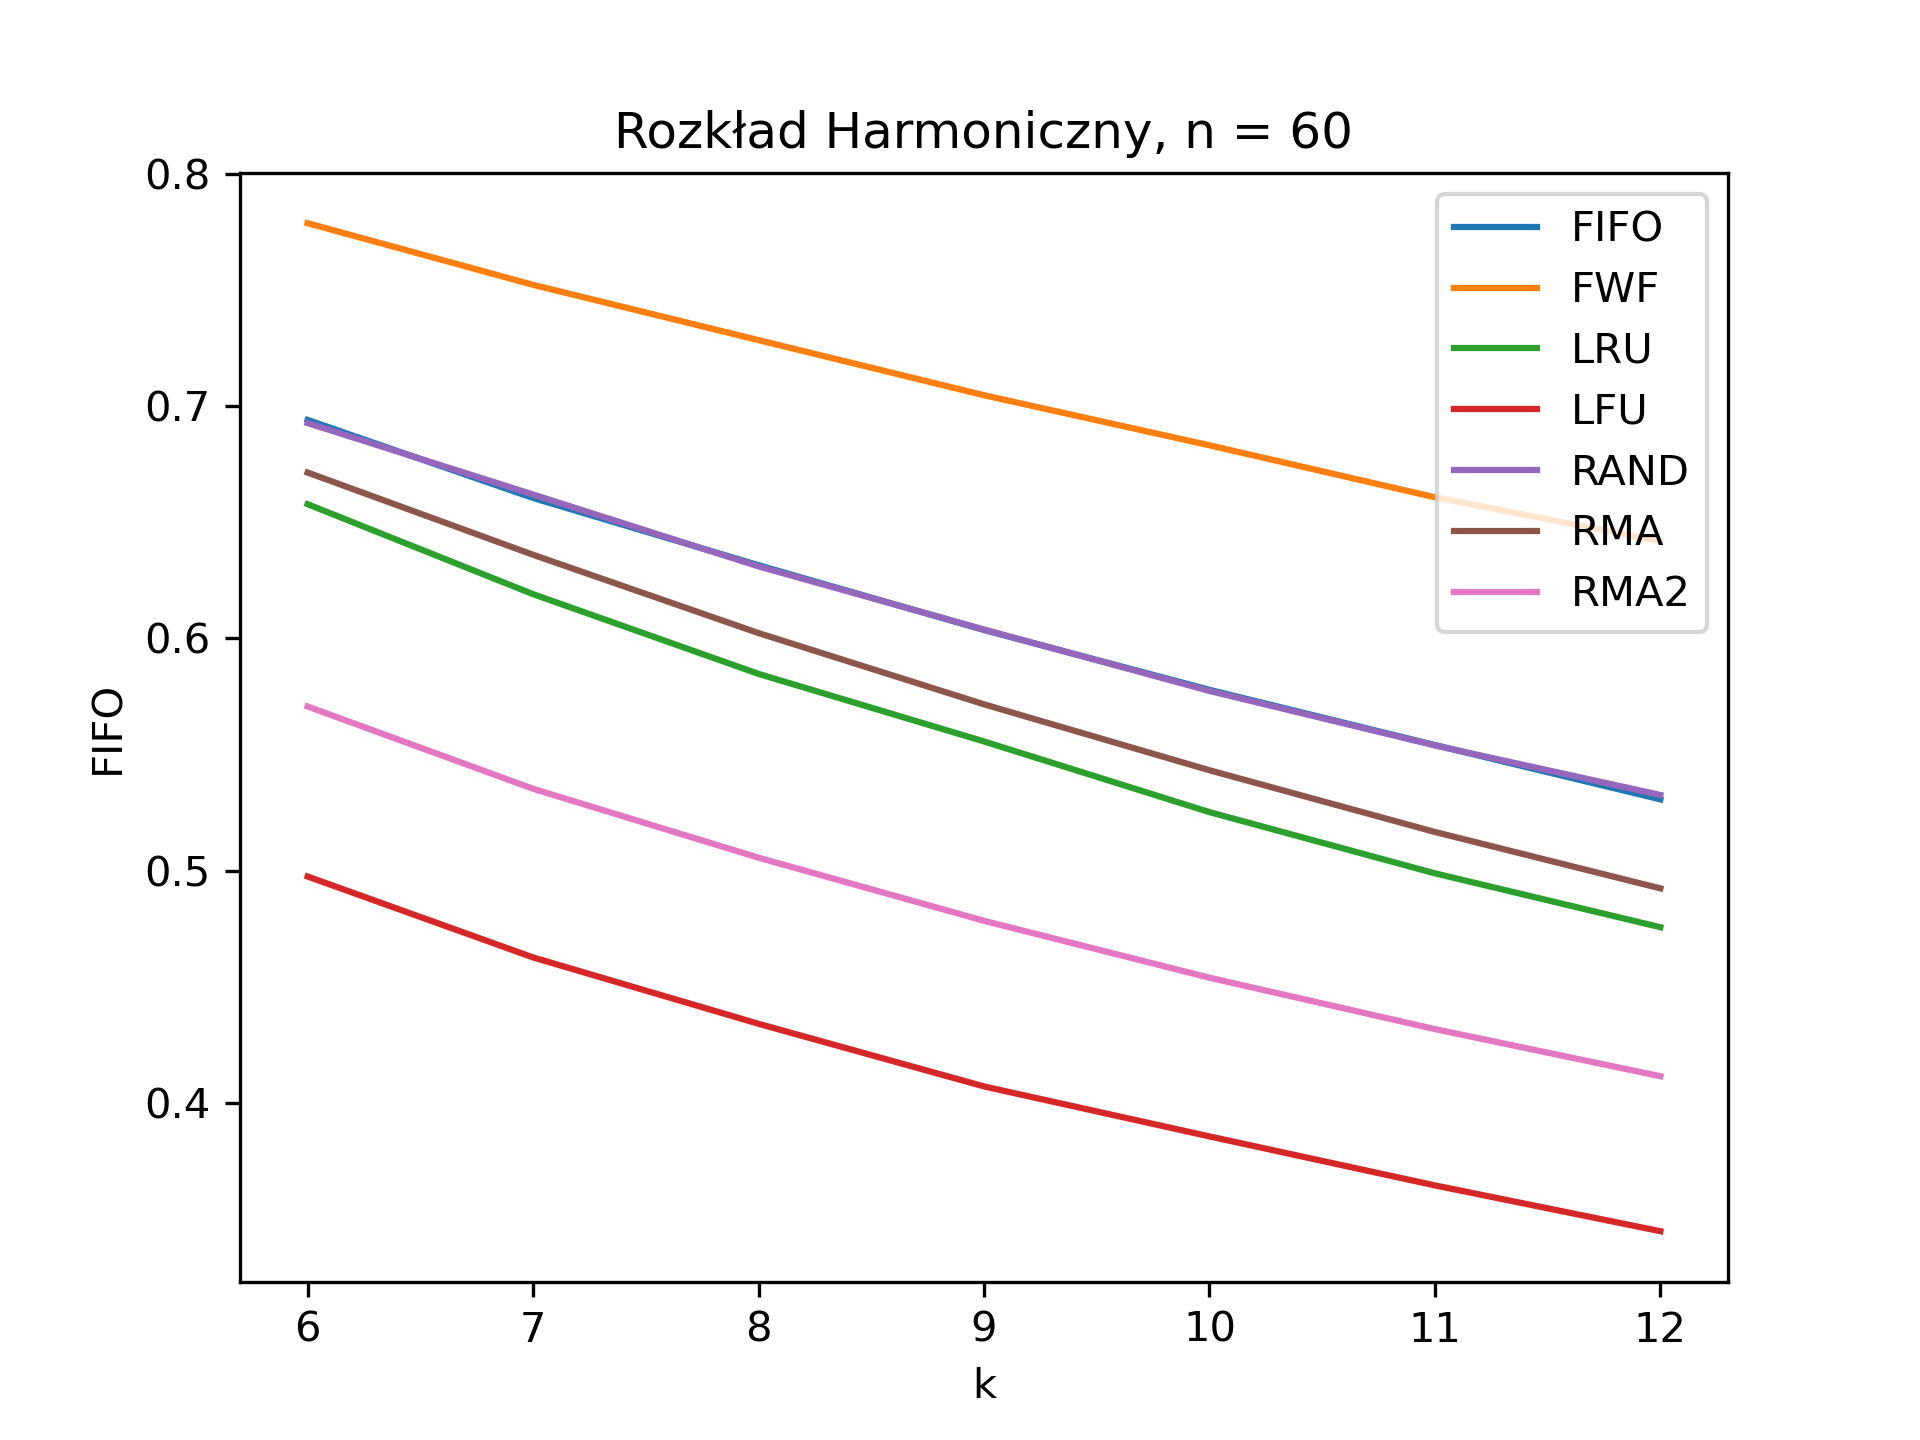 Rozkład Harmoniczny, n = 60
0.8
0.7
0.6
0.5
0.4
FIFO
FIFO
FWF
LRU
LFU
RAND
RMA
RMA2
6 7 8 9 10 11 12
k